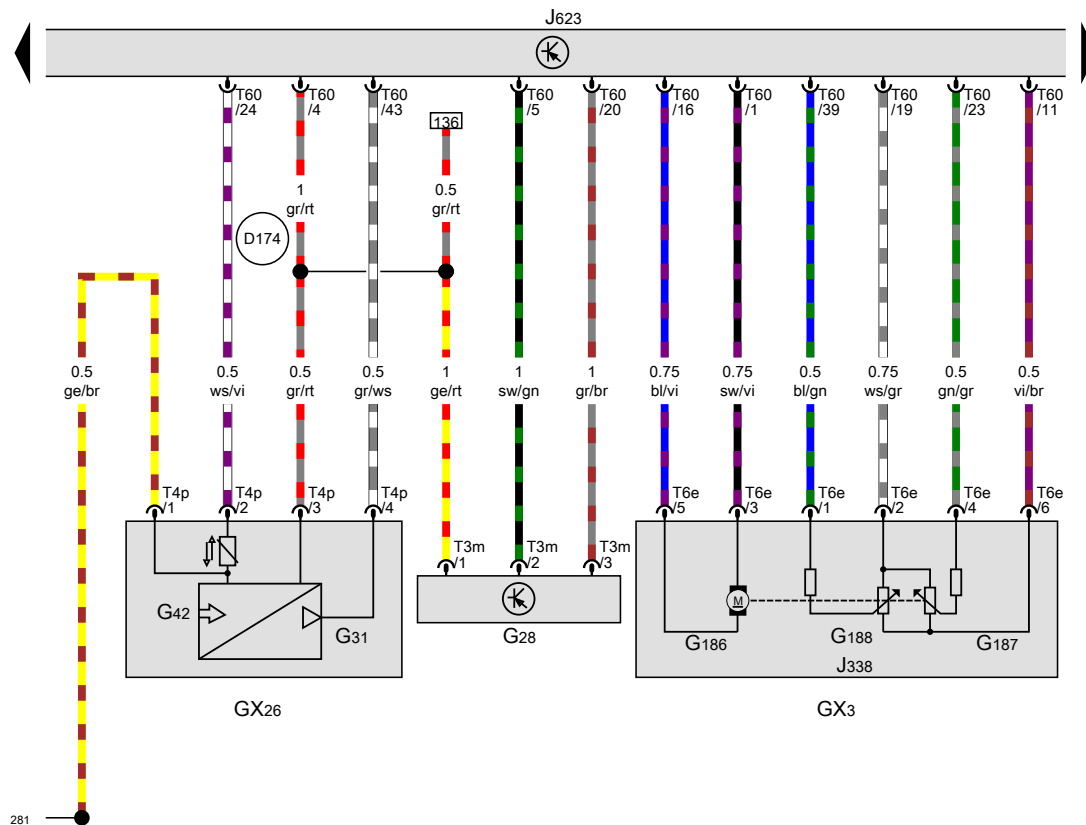 J623
T60 T60 T60 T60 T60 T60 T60 T60 T60 T60 T60
/24 /4 /43 /5 /20 /16 /1 /39 /19 /23 /11
136
1 0.5
gr/rt gr/rt
D174
0.5 0.5 0.5 0.5 1 1 1 0.75 0.75 0.5 0.75 0.5 0.5
ge/br ws/vi gr/rt gr/ws ge/rt sw/gn gr/br bl/vi sw/vi bl/gn ws/gr gn/gr vi/br
T4p T4p T4p T4p T6e T6e T6e T6e T6e T6e
/1 /2 /3 /4 /5 /3 /1 /2 /4 /6
T3m T3m T3m
/1 /2 /3
M
G42 G31 G28 G186 G188 G187
J338
GX26 GX3
281